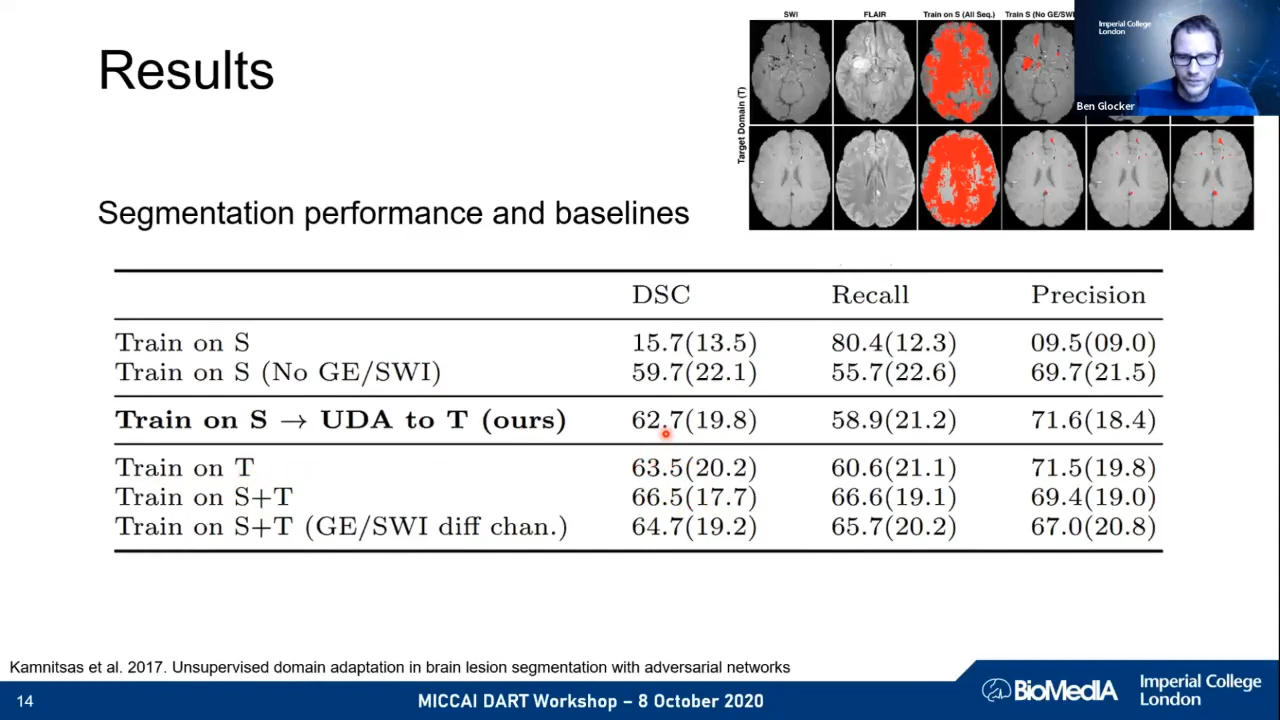 SWI FLAIR Train on S (All Seq.) Train S (No GE/SWI
Imperial College
London
Results
Target Domain (T)
Ben Glocker
Segmentation performance and baselines
DSC Recall Precision
Train on S 15.7(13.5) 80.4(12.3) 09.5(09.0)
Train on S (No GE/SWI) 59.7(22.1) 55.7(22.6) 69.7(21.5)
Train on S → UDA to T (ours) 62.7(19.8) 58.9(21.2) 71.6(18.4)
Train on T 63.5(20.2) 60.6(21.1) 71.5(19.8)
Train on S+T 66.5(17.7) 66.6(19.1) 69.4(19.0)
Train on S+T (GE/SWI diff chan.) 64.7(19.2) 65.7(20.2) 67.0(20.8)
Kamnitsas et al. 2017. Unsupervised domain adaptation in brain lesion segmentation with adversarial networks
14 MICCAI DART Workshop – 8 October 2020 BioMedIA Imperial College
London